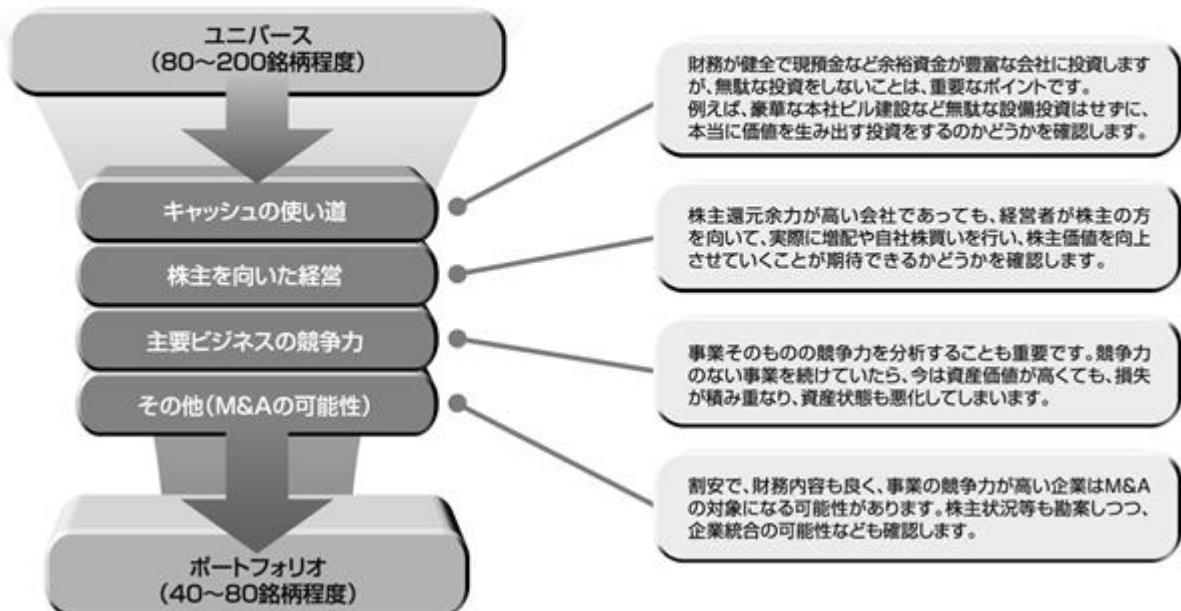 ユニバース
(80～200銘柄程度)
キャッシュの使い道
株主を向いた経営
主要ビジネスの競争力
その他(M&Aの可能性)
ポートフォリオ
(40～80銘柄程度)
財務が健全で現預金など余裕資金が豊富な会社に投資します
が、無駄な投資をしないことは、重要なポイントです。
例えば、豪華な本社ビル建設など無駄な設備投資はせずに、
本当に価値を生み出す投資をするのかどうかを確認します。
株主還元余力が高い会社であっても、経営者が株主の方
を向いて、実際に増配や自社株買いを行い、株主価値を向上
させていくことが期待できるかどうかを確認します。
事業そのものの競争力を分析することも重要です。競争力
のない事業を続けていたら、今は資産価値が高くても、損失
が積み重なり、資産状態も悪化してしまいます。
割安で、財務内容も良く、事業の競争力が高い企業はM&A
の対象になる可能性があります。株主状況等も勘案しつつ、
企業統合の可能性なども確認します。